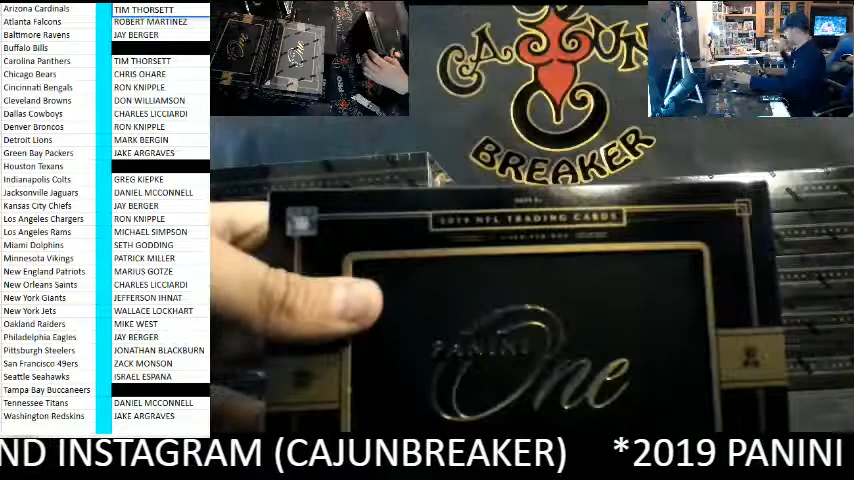 Arizona Cardinals TIM THORSETT
Atlanta Falcons ROBERT MARTINEZ
Baltimore Ravens JAY BERGER
Buffalo Bills
Carolina Panthers TIM THORSETT
Chicago Bears CHRIS OHARE
Cincinnati Bengals RON KNIPPLE
Cleveland Browns DON WILLIAMSON
Dallas Cowboys CHARLES LICCIARDI
Denver Broncos RON KNIPPLE
Detroit Lions MARK BERGIN
Green Bay Packers JAKE ARGRAVES
Houston Texans
Indianapolis Colts GREG KIEPKE
Jacksonville Jaguars DANIEL MCCONNELL
Kansas City Chiefs JAY BERGER
Los Angeles Chargers RON KNIPPLE
Los Angeles Rams MICHAEL SIMPSON
Miami Dolphins SETH GODDING
Minnesota Vikings PATRICK MILLER
New England Patriots MARIUS GOTZE
New Orleans Saints CHARLES LICCIARDI
New York Giants JEFFERSON IHNAT
New York Jets WALLACE LOCKHART
Oakland Raiders MIKE WEST
Philadelphia Eagles JAY BERGER
Pittsburgh Steelers JONATHAN BLACKBURN
San Francisco 49ers ZACK MONSON
Seattle Seahawks ISRAEL ESPANA
Tampa Bay Buccaneers
Tennessee Titans DANIEL MCCONNELL
Washington Redskins JAKE ARGRAVES
One
CAJUN
BREAKER
2019 NFL TRADING CARDS
PANINI
One
ND INSTAGRAM (CAJUNBREAKER) *2019 PANINI